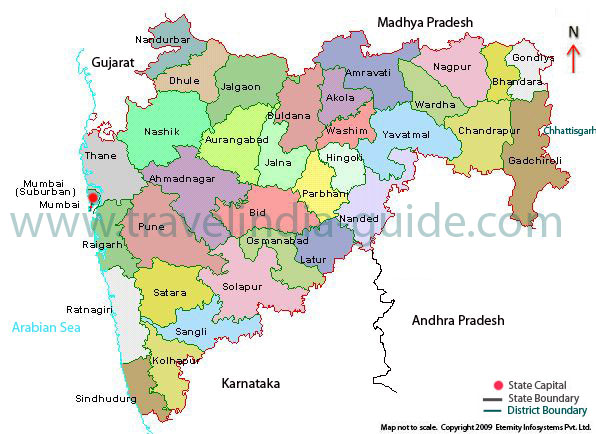 Madhya Pradesh
N
Nandurbar
Gujarat
Dhule
Jalgaon
Amravati
Nagpur
Gondiya
Bhandara
Buldana
Akola
Wardha
Nashik
Aurangabad
Washim
Yavatmal
Chandrapur
Chhattisgarh
Thane
Jalna
Hingoli
Gadchiroli
Ahmadnagar
Mumbai
(Suburban)
Mumbai
Parbhani
www.travelindia-guide.com
Pune
Bid
Nanded
Raigarh
Osmanabad
Latur
Satara
Solapur
Ratnagiri
Arabian Sea
Andhra Pradesh
Sangli
Kolhapur
Karnataka
Sindhudurg
State Capital
State Boundary
District Boundary
Map not to scale. Copyright 2009 Eternity Infosystems Pvt. Ltd.